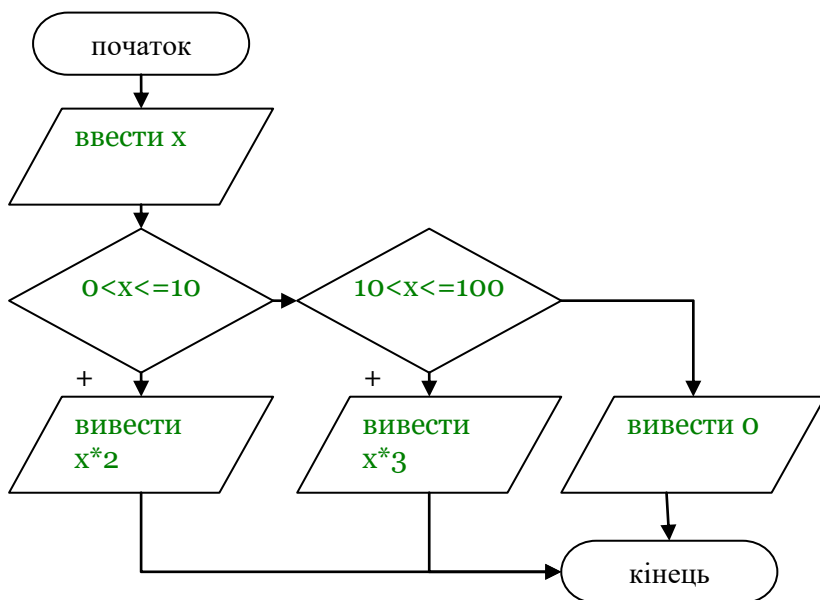 початок
ввести x
0<x<=10
10<x<=100
+
+
вивести
x*2
вивести
x*3
вивести 0
кінець